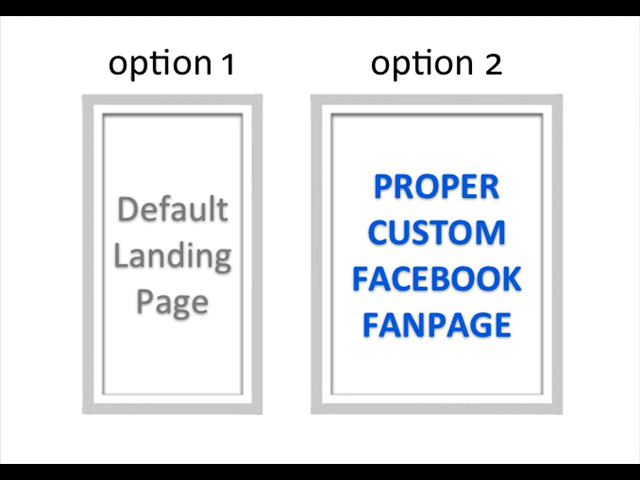 option 1
option 2
Default
Landing
Page
PROPER
CUSTOM
FACEBOOK
FANPAGE